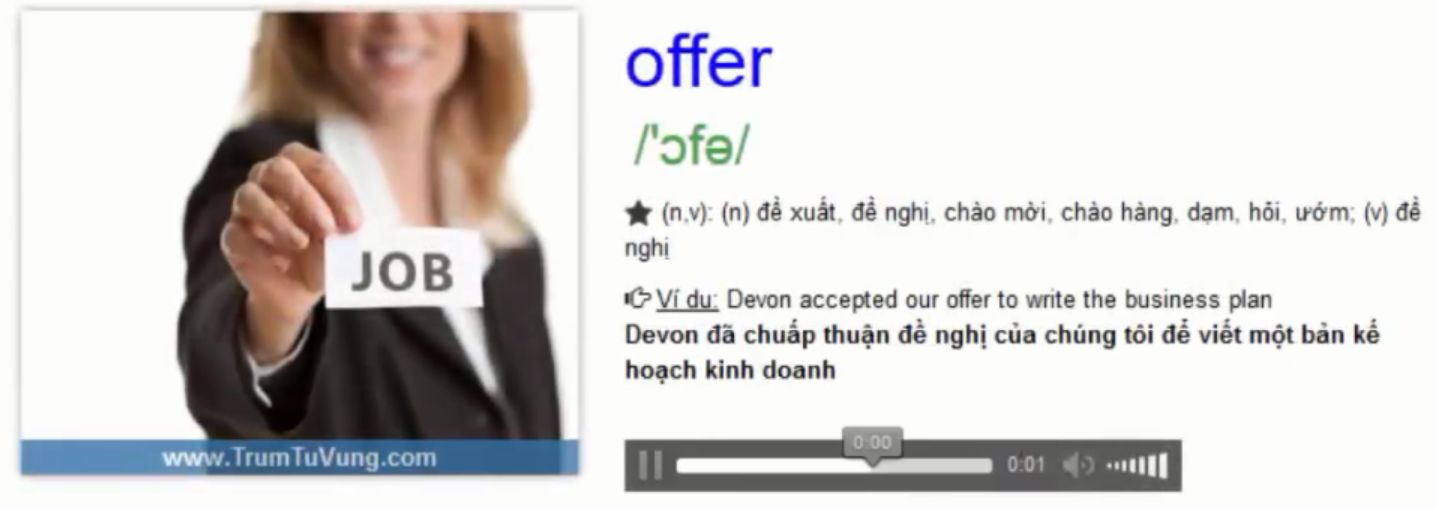 offer
/'ɔfə/
★ (n,v): (n) đề xuất, đề nghị, chào mời, chào hàng, dạm, hỏi, ướm; (v) đề
nghị
Ví du: Devon accepted our offer to write the business plan
Devon đã chuấp thuận đề nghị của chúng tôi để viết một bản kế
hoạch kinh doanh
JOB
www.TrumTuVung.com
0:00
0:01